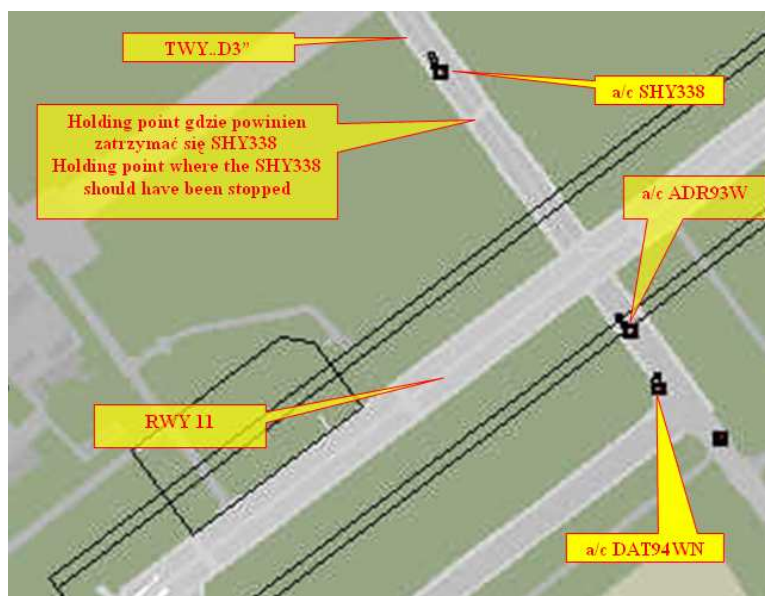 TWY..D3”
a/c SHY338
Holding point gdzie powinien
zatrzymać się SHY338
Holding point where the SHY338
should have been stopped
a/c ADR93W
RWY 11
a/c DAT94WN